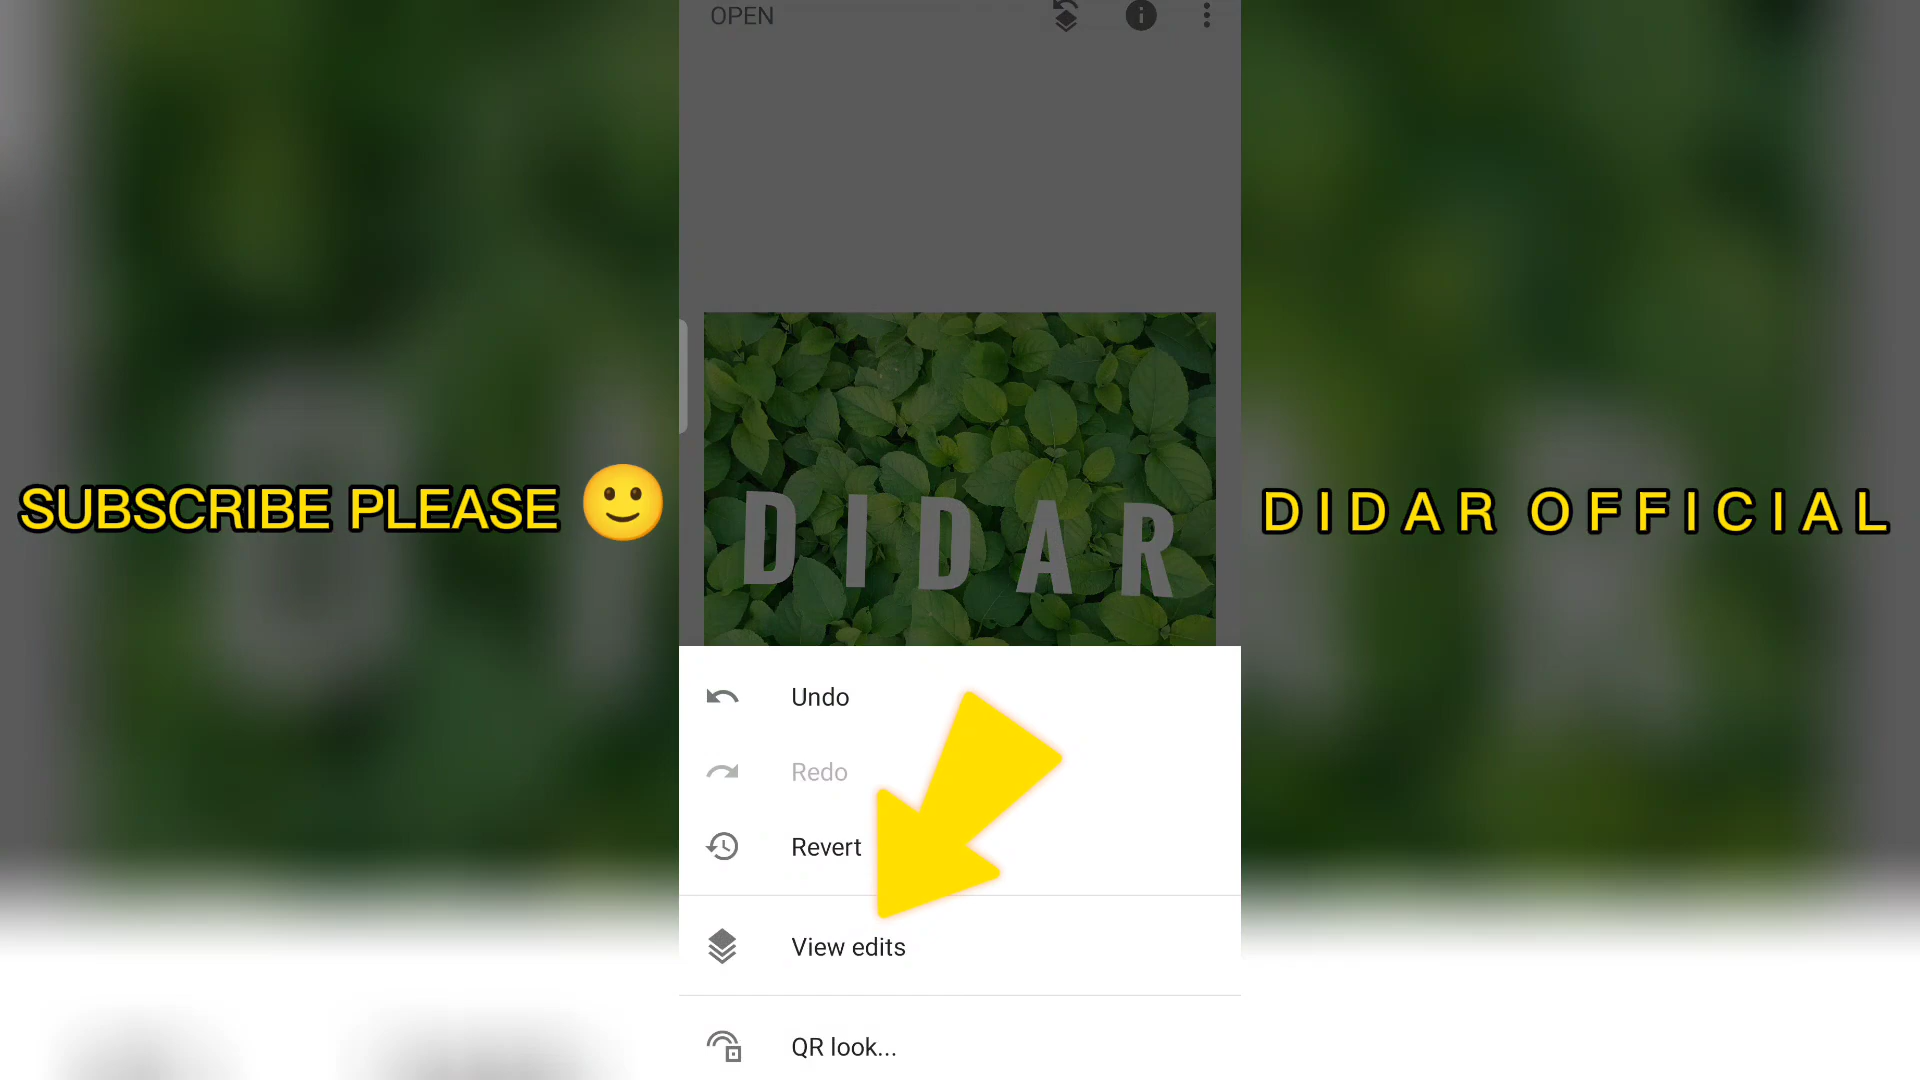 OPEN
SUBSCRIBE PLEASE 🙂
DIDAR OFFICIAL
DIDAR
Undo
Redo
Revert
View edits
QR look...